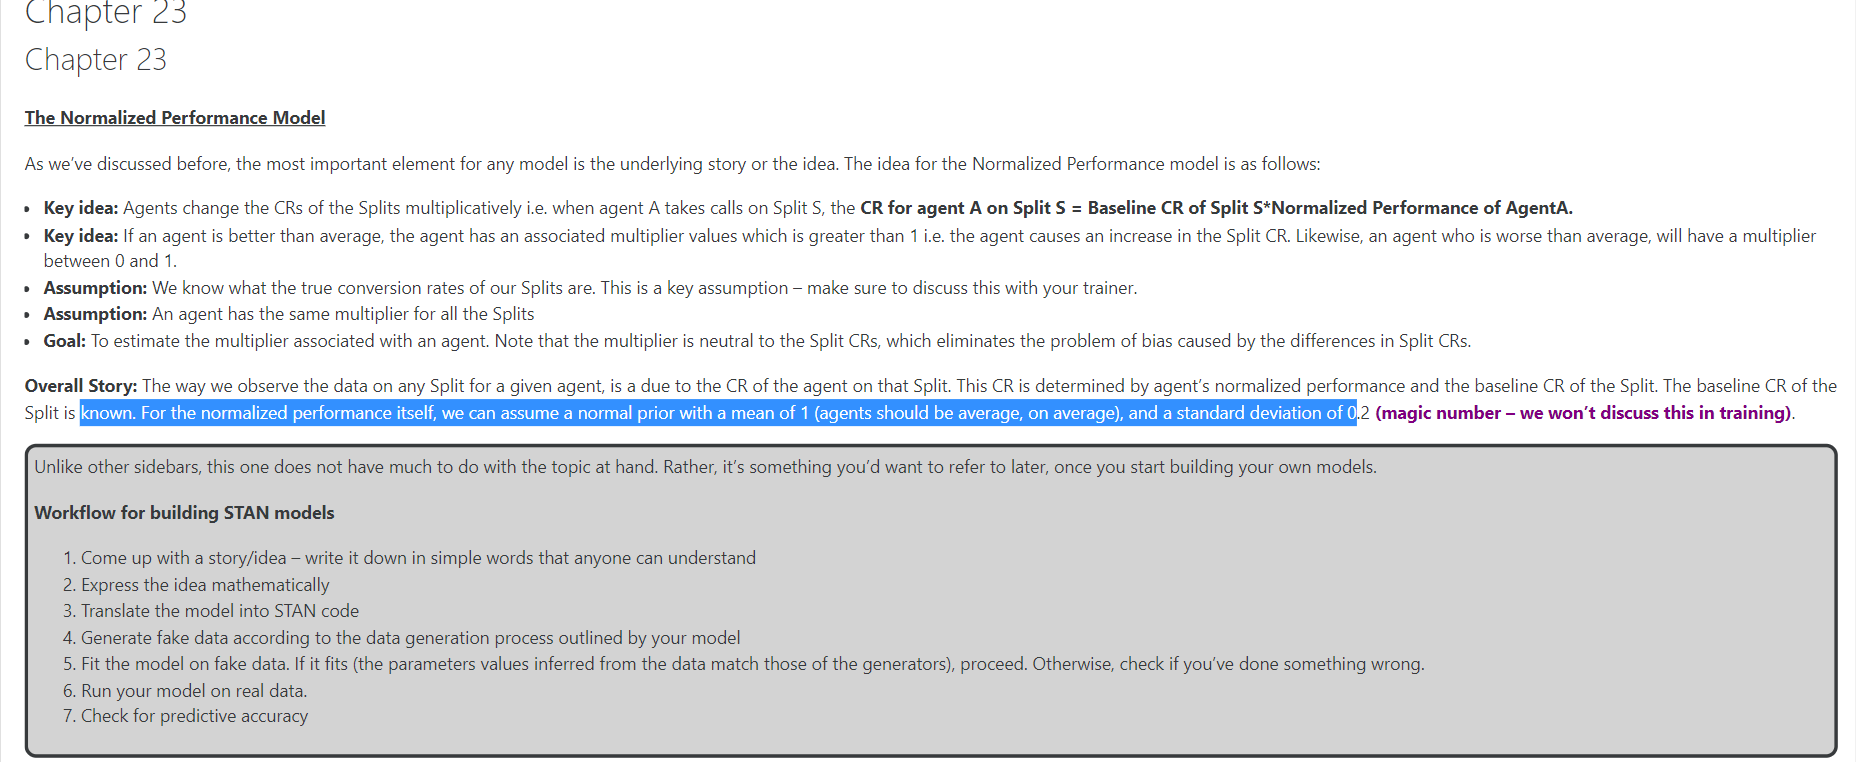 Chapter 23
Chapter 23
The Normalized Performance Model
As we've discussed before, the most important element for any model is the underlying story or the idea. The idea for the Normalized Performance model is as follows:
• Key idea: Agents change the CRs of the Splits multiplicatively i.e. when agent A takes calls on Split S, the CR for agent A on Split S = Baseline CR of Split S*Normalized Performance of AgentA.
• Key idea: If an agent is better than average, the agent has an associated multiplier values which is greater than 1 i.e. the agent causes an increase in the Split CR. Likewise, an agent who is worse than average, will have a multiplier
between 0 and 1.
• Assumption: We know what the true conversion rates of our Splits are. This is a key assumption – make sure to discuss this with your trainer.
• Assumption: An agent has the same multiplier for all the Splits
• Goal: To estimate the multiplier associated with an agent. Note that the multiplier is neutral to the Split CRs, which eliminates the problem of bias caused by the differences in Split CRs.
Overall Story: The way we observe the data on any Split for a given agent, is a due to the CR of the agent on that Split. This CR is determined by agent's normalized performance and the baseline CR of the Split. The baseline CR of the
Split is known. For the normalized performance itself, we can assume a normal prior with a mean of 1 (agents should be average, on average), and a standard deviation of 0.2 (magic number – we won't discuss this in training).
Unlike other sidebars, this one does not have much to do with the topic at hand. Rather, it's something you'd want to refer to later, once you start building your own models.
Workflow for building STAN models
1. Come up with a story/idea – write it down in simple words that anyone can understand
2. Express the idea mathematically
3. Translate the model into STAN code
4. Generate fake data according to the data generation process outlined by your model
5. Fit the model on fake data. If it fits (the parameters values inferred from the data match those of the generators), proceed. Otherwise, check if you've done something wrong.
6. Run your model on real data.
7. Check for predictive accuracy